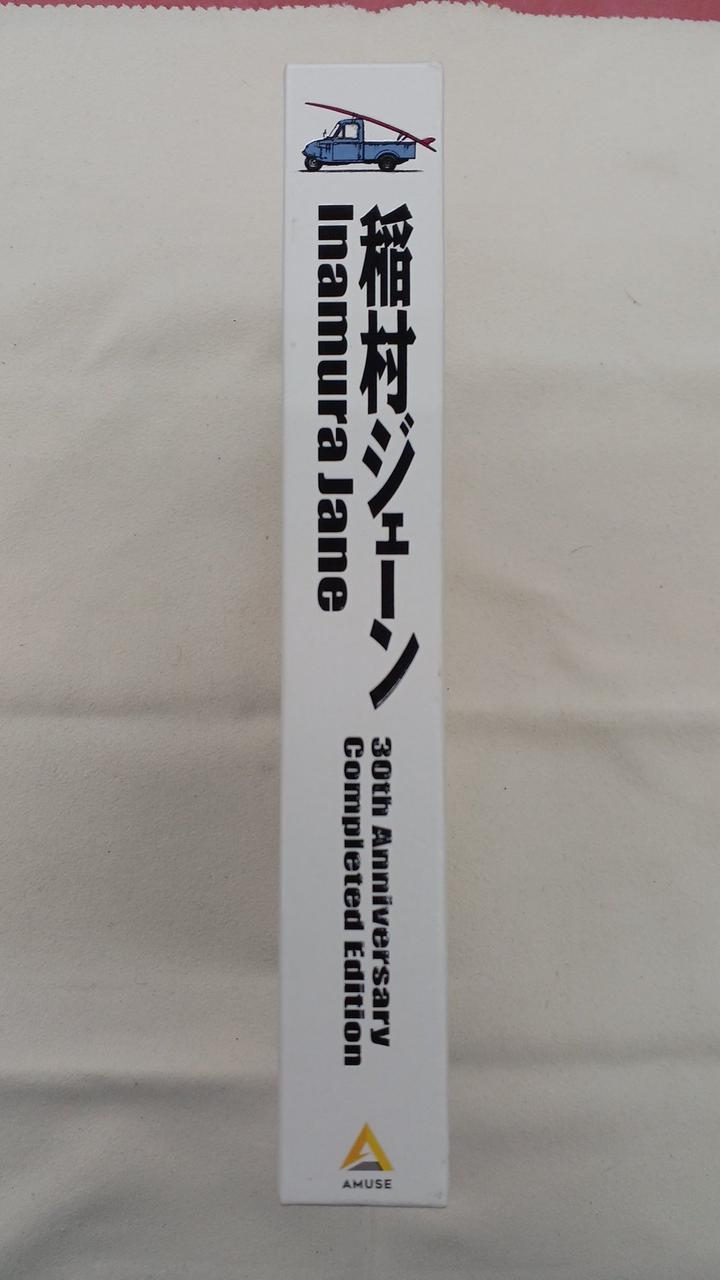 稲村ジェーン
Inamura Jane
30th Anniversary
Completed Edition
AMUSE